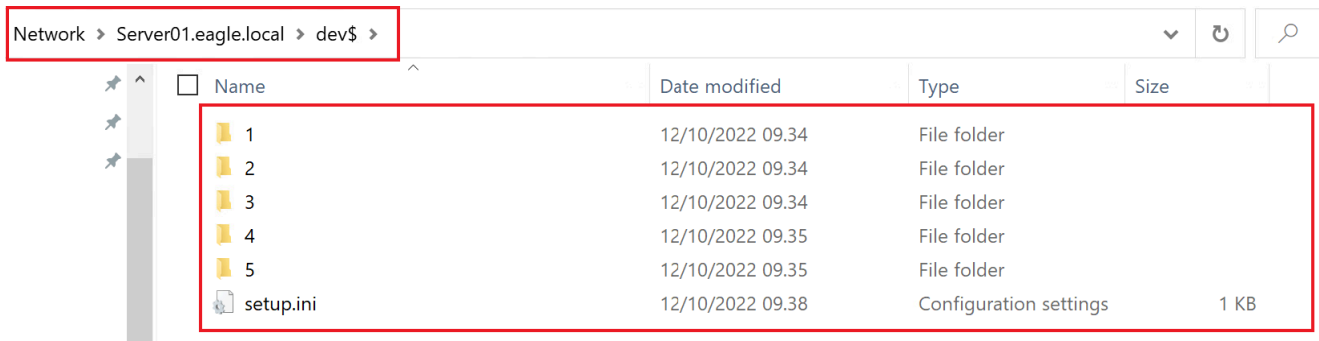 Network > Server01.eagle.local > dev$ >
Name Date modified Type Size
1 12/10/2022 09.34 File folder
2 12/10/2022 09.34 File folder
3 12/10/2022 09.34 File folder
4 12/10/2022 09.35 File folder
5 12/10/2022 09.35 File folder
setup.ini 12/10/2022 09.38 Configuration settings 1 KB